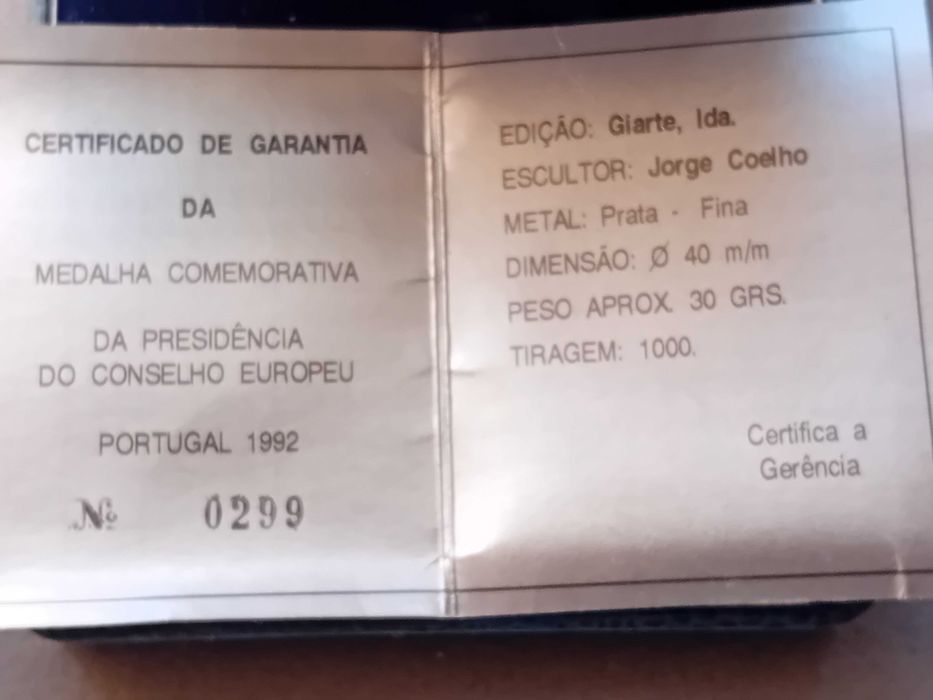 CERTIFICADO DE GARANTIA
DA
MEDALHA COMEMORATIVA
DA PRESIDÊNCIA
DO CONSELHO EUROPEU
PORTUGAL 1992
Nº 0299
EDIÇÃO: Giarte, lda.
ESCULTOR: Jorge Coelho
METAL: Prata - Fina
DIMENSÃO: Ø 40 m/m
PESO APROX. 30 GRS.
TIRAGEM: 1000.
Certifica a
Gerência